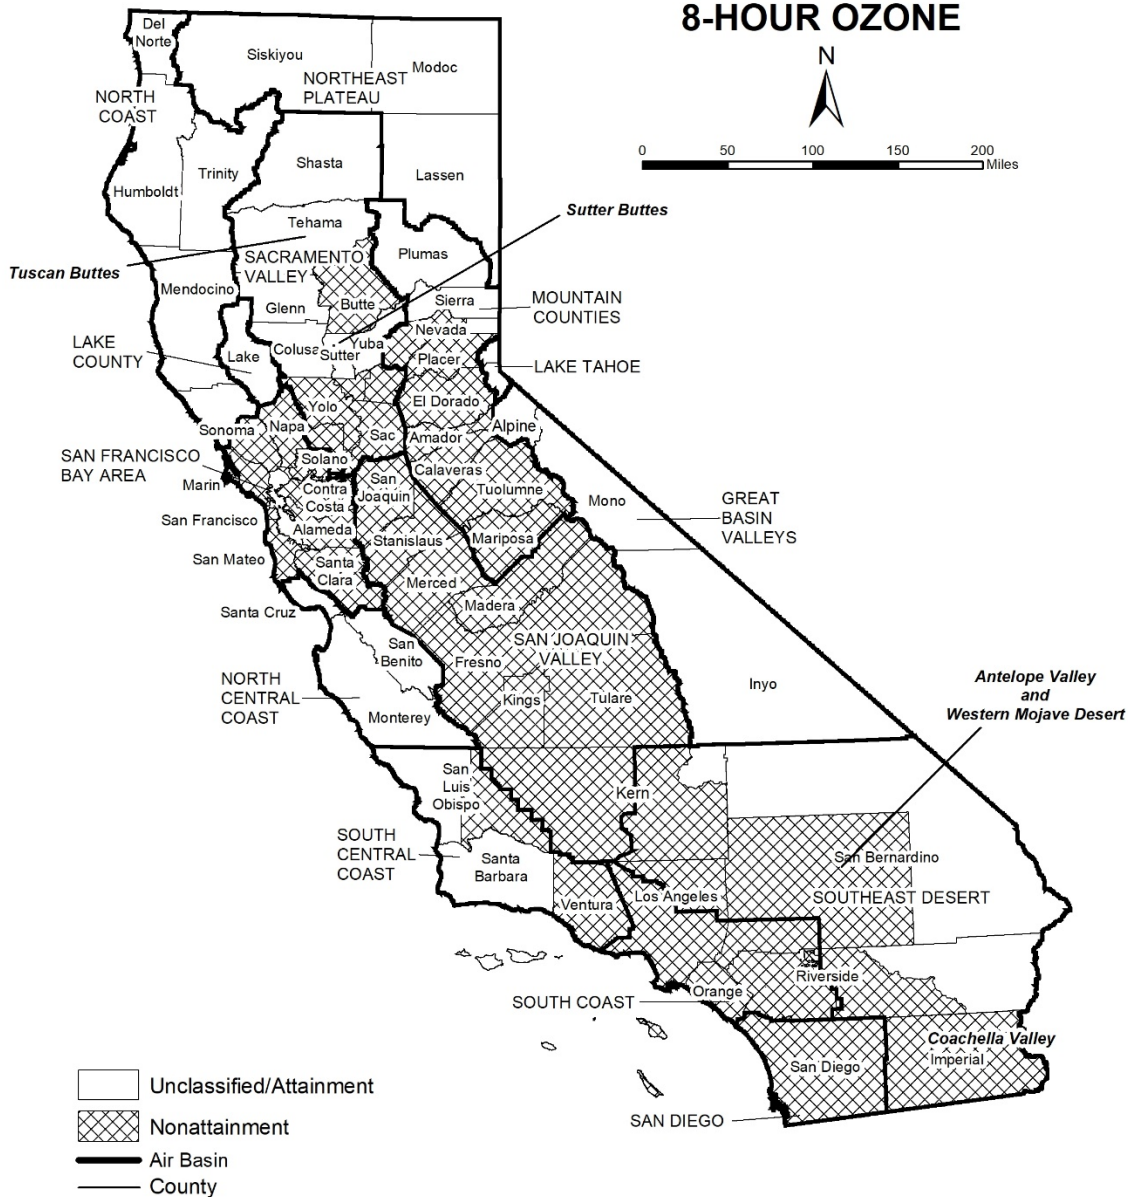 8-HOUR OZONE
N
0 50 100 150 200
Miles
Del
Norte
Siskiyou
Modoc
NORTHEAST
PLATEAU
NORTH
COAST
Shasta
Trinity
Lassen
Humboldt
Sutter Buttes
Tehama
Tuscan Buttes
SACRAMENTO
VALLEY
Plumas
Mendocino
Butte
Sierra
MOUNTAIN
COUNTIES
Glenn
Nevada
LAKE
COUNTY
Lake
Colusa
Sutter
Yuba
Placer
LAKE TAHOE
Yolo
El Dorado
Sonoma
Napa
Sac
Amador
Alpine
SAN FRANCISCO
BAY AREA
Solano
Calaveras
Marin
Contra
Costa
San
Joaquin
Tuolumne
Mono
GREAT
BASIN
VALLEYS
San Francisco
Alameda
Stanislaus
Mariposa
San Mateo
Santa
Clara
Merced
Madera
Santa Cruz
San
Benito
Fresno
SAN JOAQUIN
VALLEY
NORTH
CENTRAL
COAST
Monterey
Kings
Tulare
Inyo
Antelope Valley
and
Western Mojave Desert
San
Luis
Obispo
Kern
SOUTH
CENTRAL
COAST
Santa
Barbara
San Bernardino
SOUTHEAST DESERT
Ventura
Los Angeles
Riverside
Orange
SOUTH COAST
Coachella Valley
Imperial
San Diego
SAN DIEGO
Unclassified/Attainment
Nonattainment
Air Basin
County